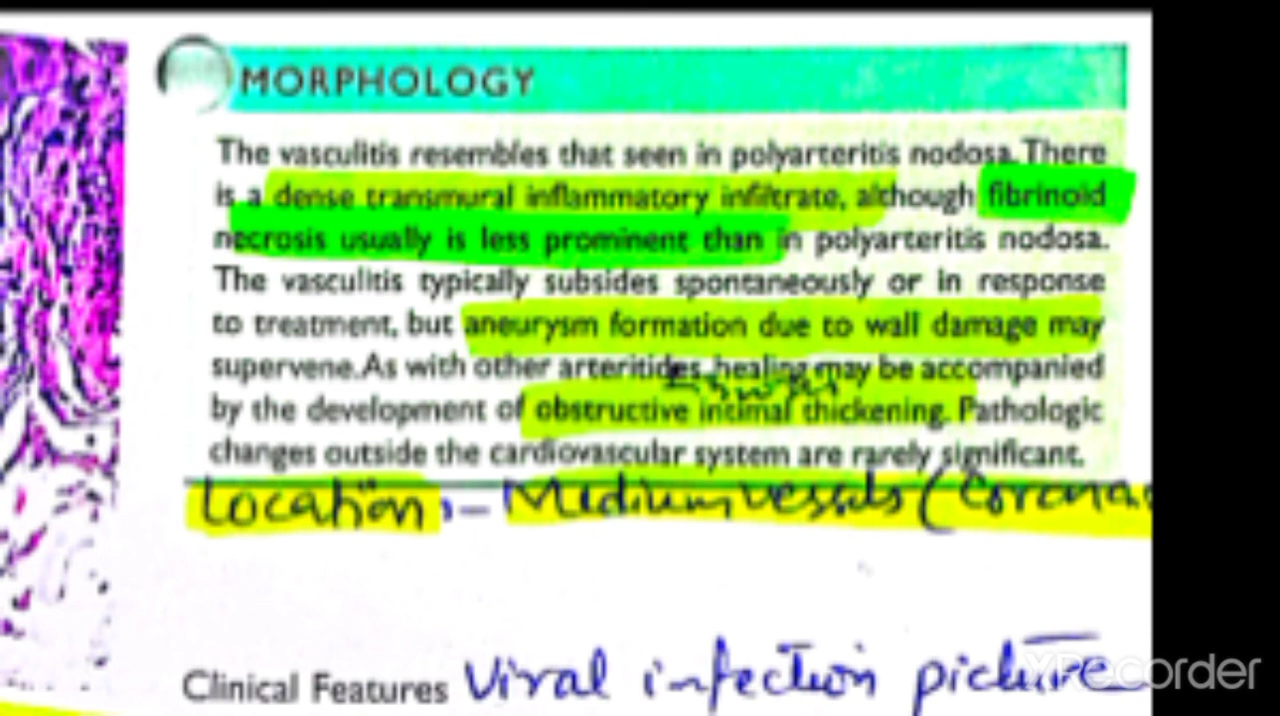 MORPHOLOGY
The vasculitis resembles that seen in polyarteritis nodosa. There
is a dense transmural inflammatory infiltrate, although fibrinoid
necrosis usually is less prominent than in polyarteritis nodosa.
The vasculitis typically subsides spontaneously or in response
to treatment, but aneurysm formation due to wall damage may
supervene. As with other arteritides, healing may be accompanied
by the development of obstructive intimal thickening. Pathologic
changes outside the cardiovascular system are rarely significant.
Location :- Medium vessels (Corona
Clinical Features Viral infection picture
XRecorder